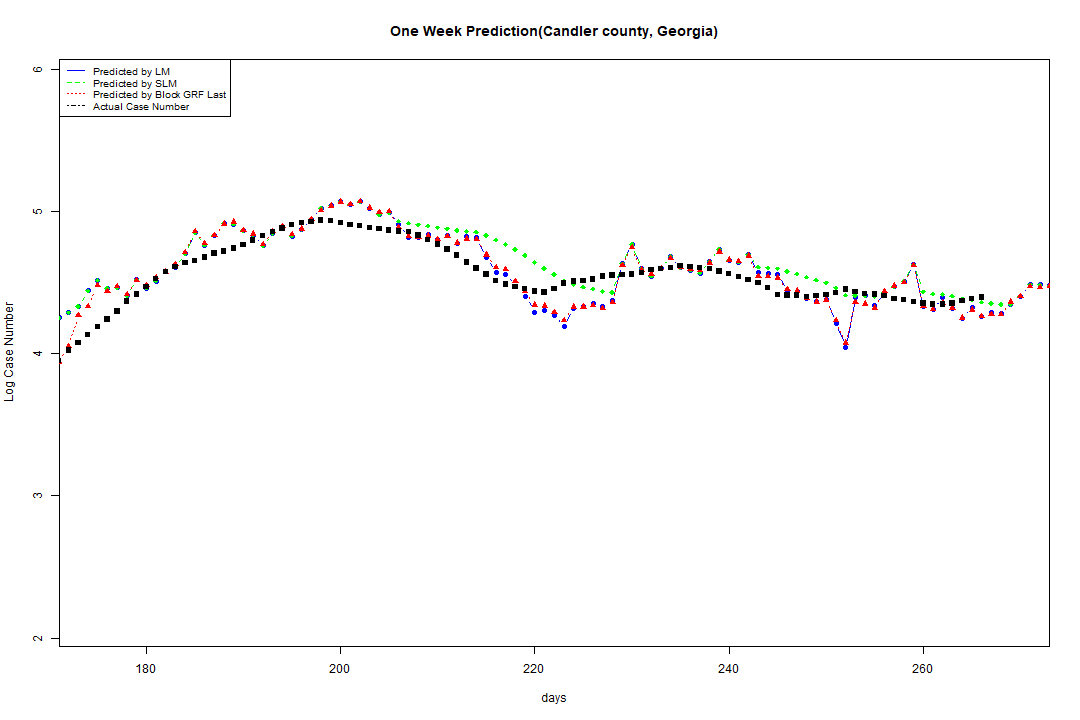 One Week Prediction(Candler county, Georgia)
Predicted by LM
Predicted by SLM
Predicted by Block GRF Last
Actual Case Number
6
5
4
3
2
Log Case Number
180 200 220 240 260
days